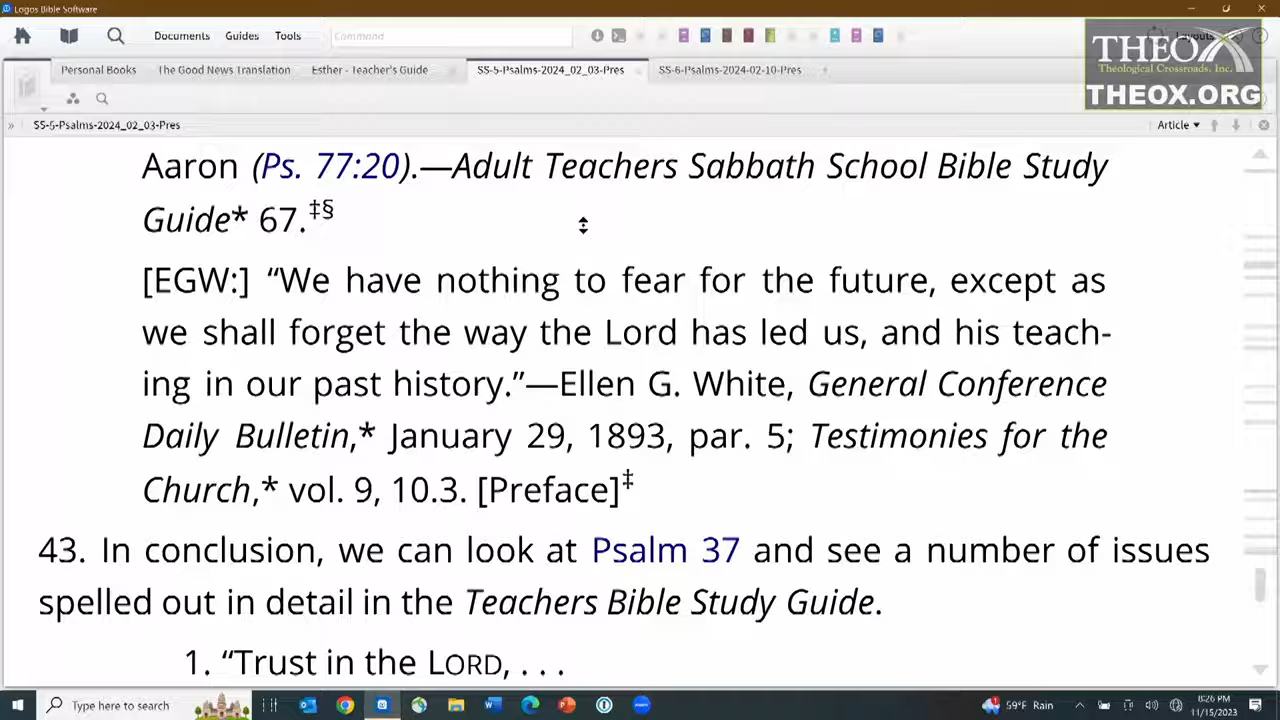 Logos Bible Software
Documents Guides Tools Command
THEOX
Theological Crossroads, Inc.
THEOX.ORG
Personal Books The Good News Translation Esther - Teacher's Guide SS-5-Psalms-2024_02_03-Pres SS-6-Psalms-2024-02-10-Pres
» SS-5-Psalms-2024_02_03-Pres Article
Aaron (Ps. 77:20).—Adult Teachers Sabbath School Bible Study
Guide* 67.‡§
[EGW:] “We have nothing to fear for the future, except as
we shall forget the way the Lord has led us, and his teach-
ing in our past history.”—Ellen G. White, General Conference
Daily Bulletin,* January 29, 1893, par. 5; Testimonies for the
Church,* vol. 9, 10.3. [Preface]‡
43. In conclusion, we can look at Psalm 37 and see a number of issues
spelled out in detail in the Teachers Bible Study Guide.
1. “Trust in the LORD, . . .
Type here to search
59°F Rain
8:26 PM
11/15/2023